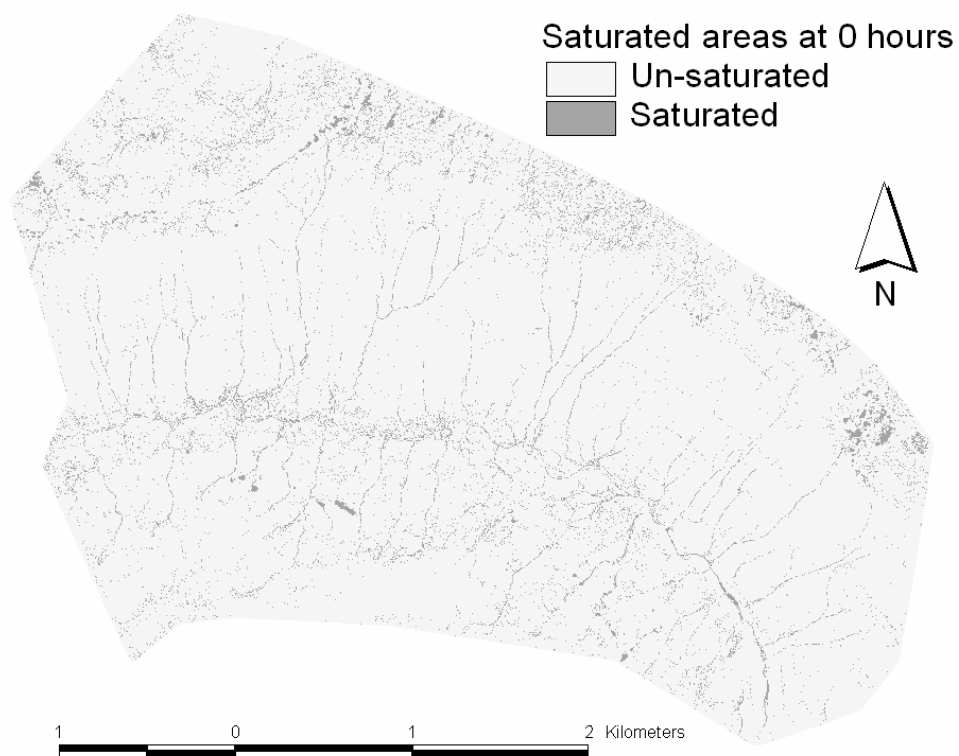 Saturated areas at 0 hours
Un-saturated
Saturated
N
1 0 1 2 Kilometers